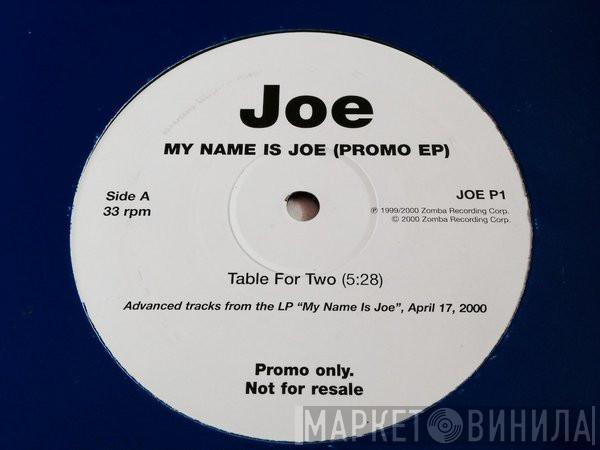 Joe
MY NAME IS JOE (PROMO EP)
Side A
33 rpm
JOE P1
℗ 1999/2000 Zomba Recording Corp.
© 2000 Zomba Recording Corp.
Table For Two (5:28)
Advanced tracks from the LP “My Name Is Joe”, April 17, 2000
Promo only.
Not for resale
МАРКЕТ ВИНИЛА